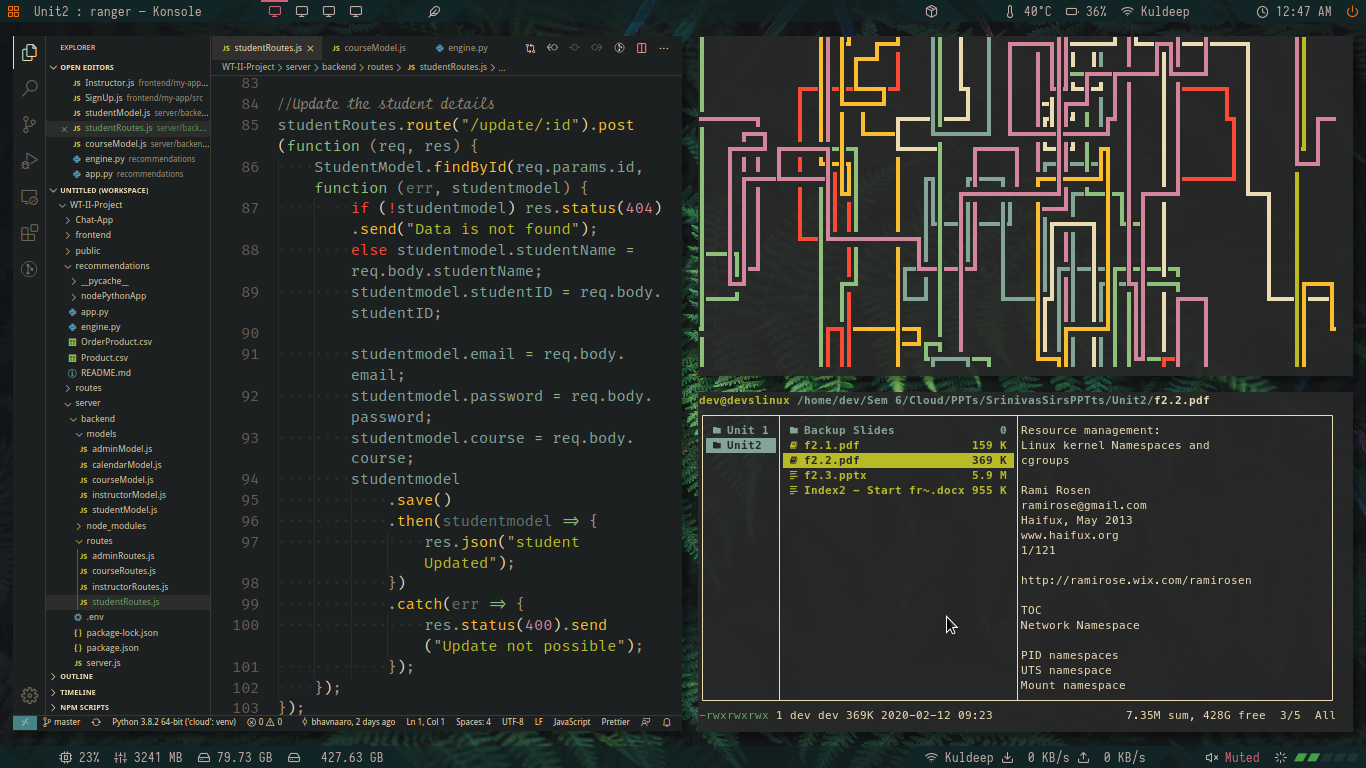 Unit2 : ranger — Konsole
40°C
36%
Kuldeep
12:47 AM
EXPLORER
OPEN EDITORS
Instructor.js frontend/my-app...
SignUp.js frontend/my-app/src
studentModel.js server/backe...
studentRoutes.js server/back...
courseModel.js server/backen...
engine.py recommendations
app.py recommendations
UNTITLED (WORKSPACE)
WT-II-Project
Chat-App
frontend
public
recommendations
__pycache__
nodePythonApp
app.py
engine.py
OrderProduct.csv
Product.csv
README.md
routes
server
backend
models
adminModel.js
calendarModel.js
courseModel.js
instructorModel.js
studentModel.js
node_modules
routes
adminRoutes.js
courseRoutes.js
instructorRoutes.js
studentRoutes.js
.env
package-lock.json
package.json
server.js
OUTLINE
TIMELINE
NPM SCRIPTS
studentRoutes.js
courseModel.js
engine.py
WT-II-Project > server > backend > routes > studentRoutes.js > ...
83
84 //Update the student details
85 studentRoutes.route("/update/:id").post
(function (req, res) {
86 StudentModel.findById(req.params.id,
function (err, studentmodel) {
87 if (!studentmodel) res.status(404)
.send("Data is not found");
88 else studentmodel.studentName =
req.body.studentName;
89 studentmodel.studentID = req.body.
studentID;
90
91 studentmodel.email = req.body.
email;
92 studentmodel.password = req.body.
password;
93 studentmodel.course = req.body.
course;
94 studentmodel
95 .save()
96 .then(studentmodel => {
97 res.json("student
Updated");
98 })
99 .catch(err => {
100 res.status(400).send
("Update not possible");
101 });
102 });
103 });
master
Python 3.8.2 64-bit ('cloud': venv)
0 0
bhavnaaro, 2 days ago
Ln 1, Col 1
Spaces: 4
UTF-8
LF
JavaScript
Prettier
dev@devslinux /home/dev/Sem 6/Cloud/PPTs/SrinivasSirsPPTts/Unit2/f2.2.pdf
Unit 1
Unit2
Backup Slides 0
f2.1.pdf 159 K
f2.2.pdf 369 K
f2.3.pptx 5.9 M
Index2 - Start fr~.docx 955 K
Resource management:
Linux kernel Namespaces and
cgroups
Rami Rosen
ramirose@gmail.com
Haifux, May 2013
www.haifux.org
1/121
http://ramirose.wix.com/ramirosen
TOC
Network Namespace
PID namespaces
UTS namespace
Mount namespace
-rwxrwxrwx 1 dev dev 369K 2020-02-12 09:23
7.35M sum, 428G free 3/5 All
23%
3241 MB
79.73 GB
427.63 GB
Kuldeep
0 KB/s
0 KB/s
Muted